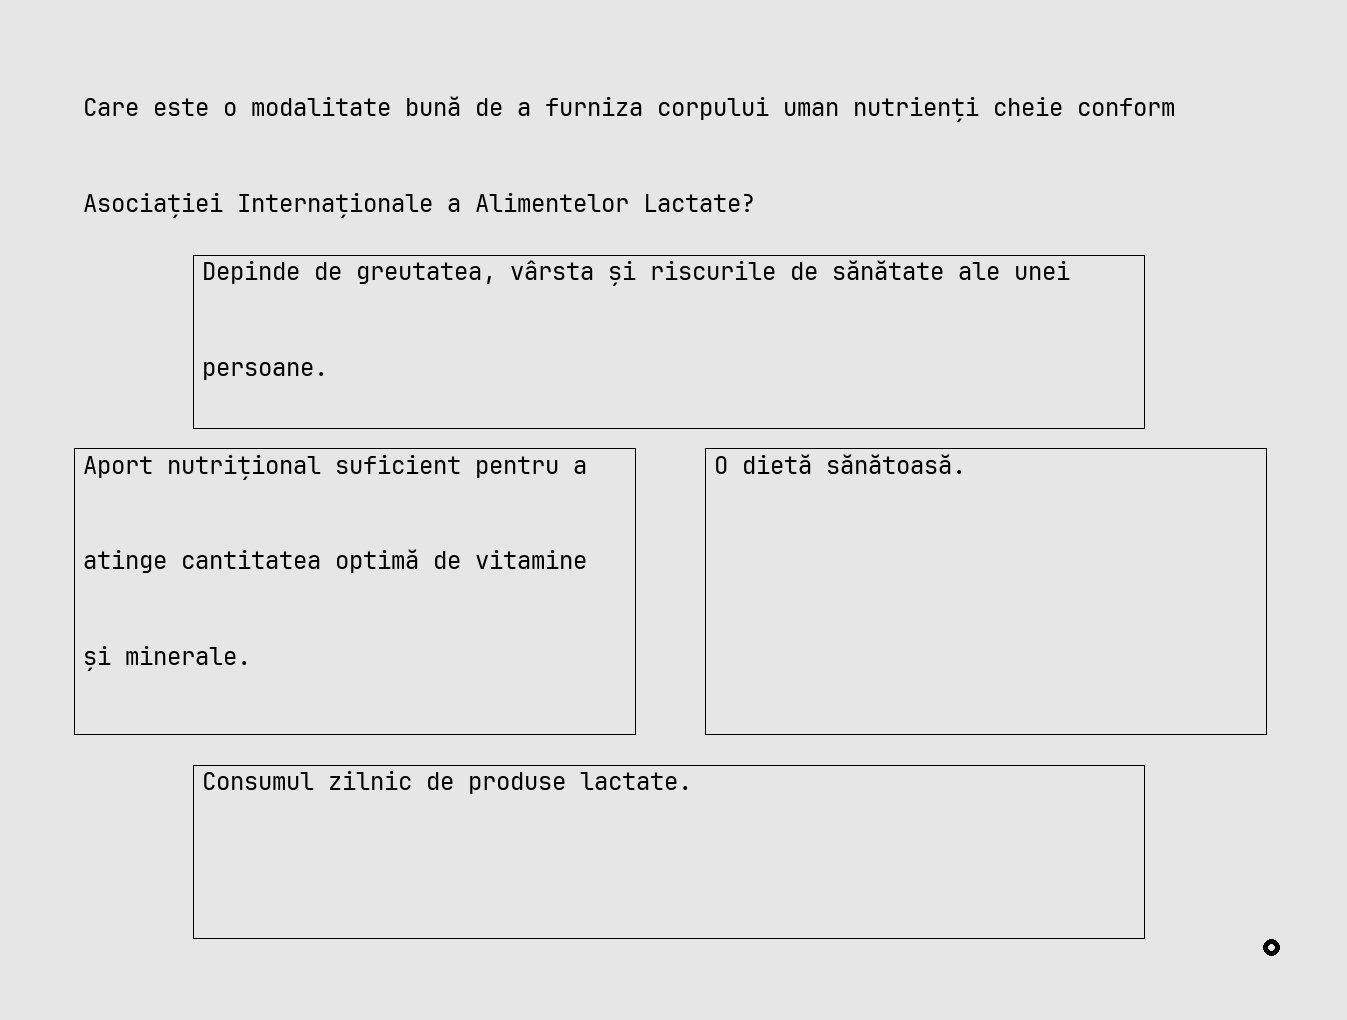 Care este o modalitate bună de a furniza corpului uman nutrienți cheie conform
Asociației Internaționale a Alimentelor Lactate?
Depinde de greutatea, vârsta și riscurile de sănătate ale unei
persoane.
Aport nutrițional suficient pentru a
atinge cantitatea optimă de vitamine
și minerale.
O dietă sănătoasă.
Consumul zilnic de produse lactate.